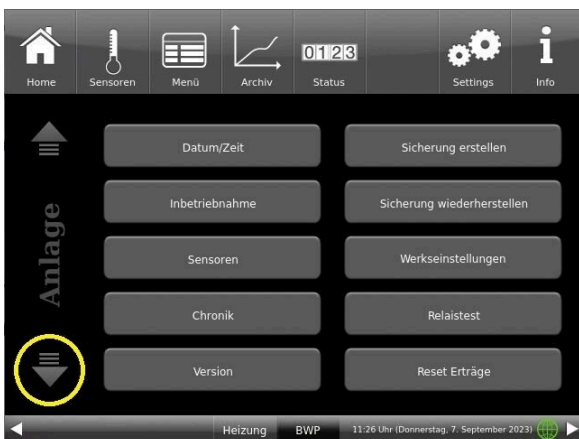 0123
Home Sensoren Menü Archiv Status Settings Info
Anlage
Datum/Zeit Sicherung erstellen
Inbetriebnahme Sicherung wiederherstellen
Sensoren Werkseinstellungen
Chronik Relaistest
Version Reset Erträge
Heizung BWP 11:26 Uhr (Donnerstag, 7. September 2023)